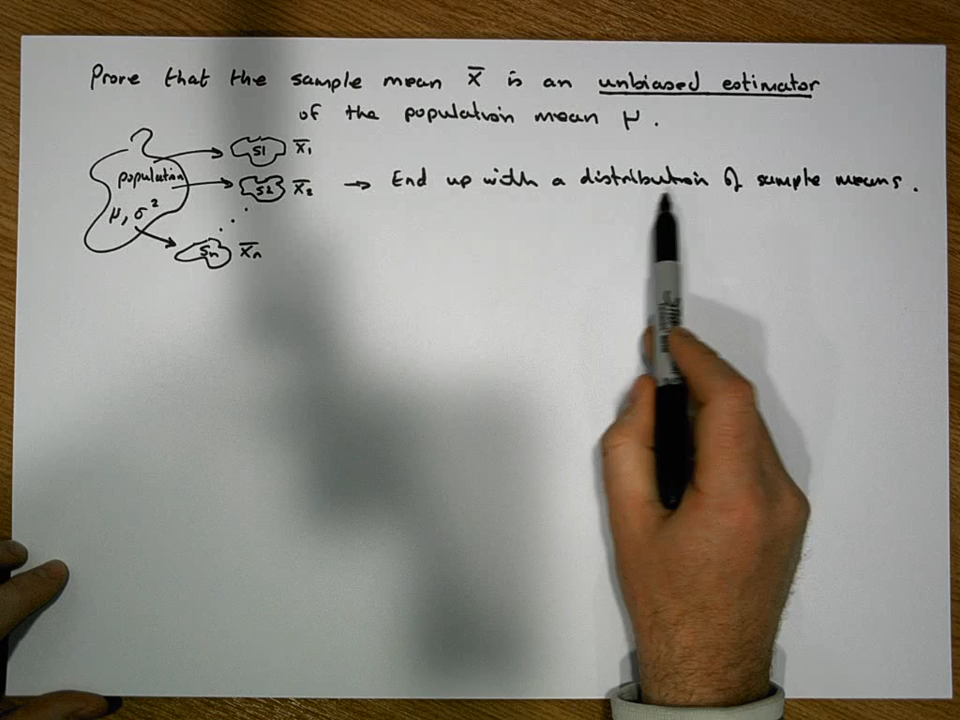 Prove that the sample mean x̄ is an unbiased estimator
of the population mean μ.
S1 x̄₁
population
S2 x̄₂ → End up with a distribution of sample means.
μ, σ²
Sn x̄n